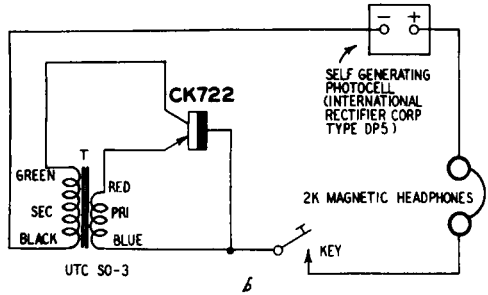 − +
SELF GENERATING
PHOTOCELL
(INTERNATIONAL
RECTIFIER CORP
TYPE DP5)
CK722
T
GREEN
RED
SEC
PRI
BLACK
BLUE
2K MAGNETIC HEADPHONES
KEY
UTC SO-3